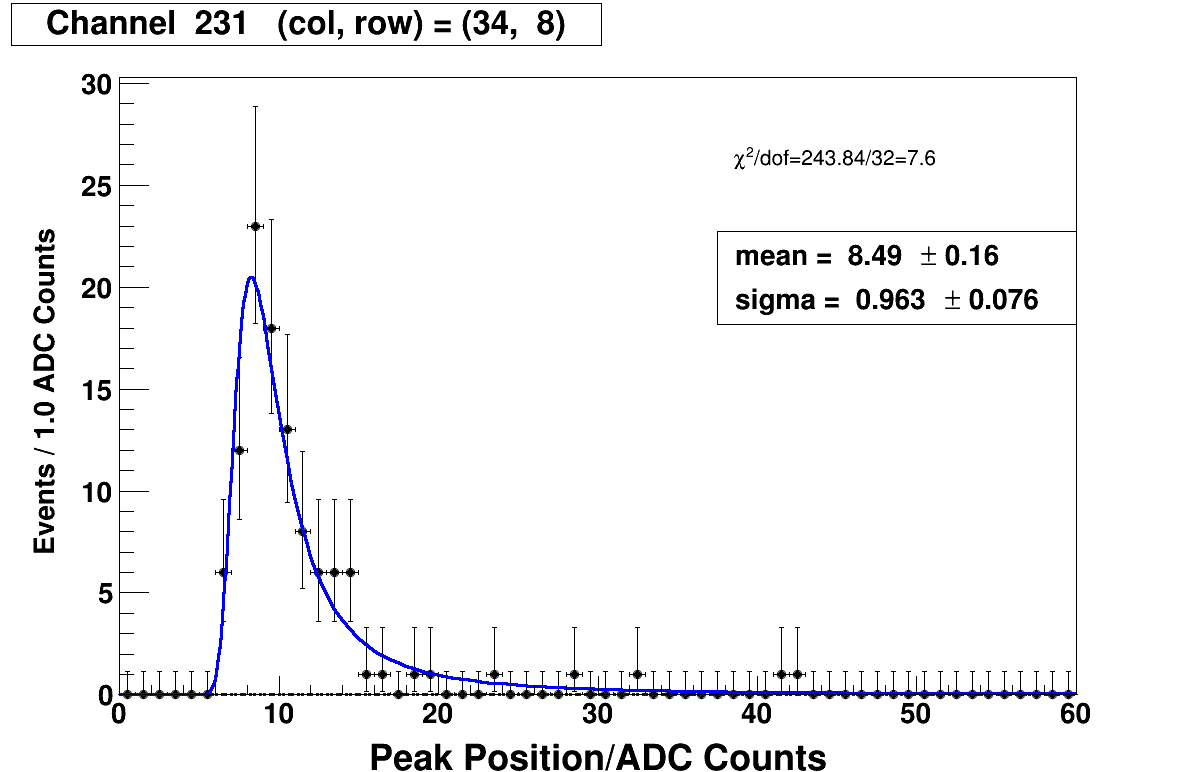 Channel 231 (col, row) = (34, 8)
30
25
20
15
10
5
0
Events / 1.0 ADC Counts
χ²/dof=243.84/32=7.6
mean = 8.49 ± 0.16
sigma = 0.963 ± 0.076
0 10 20 30 40 50 60
Peak Position/ADC Counts